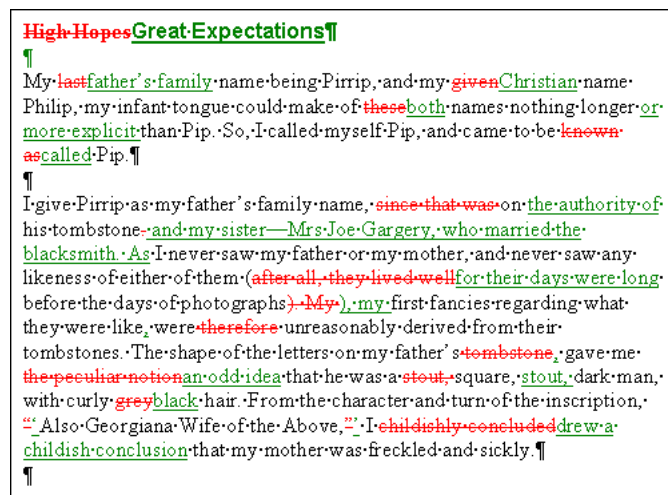 High HopesGreat Expectations¶
¶
My lastfather's family name being Pirrip, and my givenChristian name
Philip, my infant tongue could make of theseboth names nothing longer or
more explicit than Pip. So, I called myself Pip, and came to be known
ascalled Pip.¶
¶
I give Pirrip as my father's family name, since that was on the authority of
his tombstone. and my sister—Mrs Joe Gargery, who married the
blacksmith. As I never saw my father or my mother, and never saw any
likeness of either of them (after all, they lived wellfor their days were long
before the days of photographs). My ), my first fancies regarding what
they were like, were therefore unreasonably derived from their
tombstones. The shape of the letters on my father's tombstone, gave me
the peculiar notionan odd idea that he was a stout, square, stout, dark man,
with curly greyblack hair. From the character and turn of the inscription,
“‘ Also Georgiana Wife of the Above,”’ I childishly concludeddrew a
childish conclusion that my mother was freckled and sickly.¶
¶